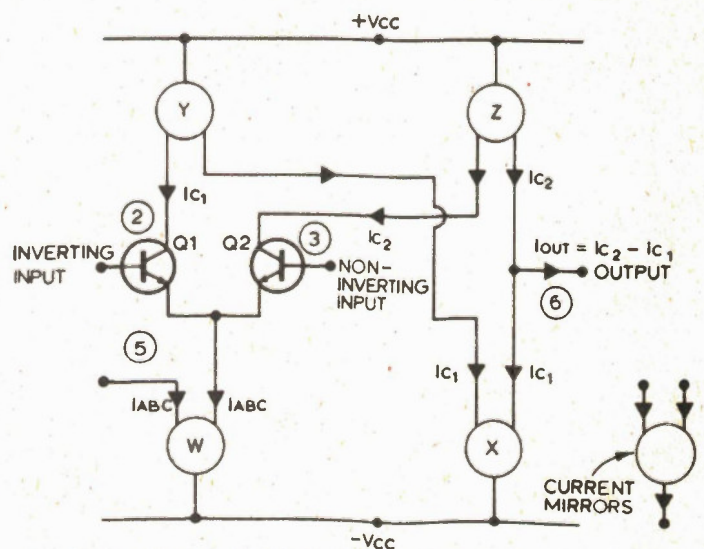 +Vcc
Y
Z
Ic1
Ic2
2
Q1
Q2
3
Ic2
IOUT = Ic2 - Ic1
INVERTING
INPUT
NON-
INVERTING
INPUT
OUTPUT
6
5
IABC
IABC
Ic1
Ic1
W
X
CURRENT
MIRRORS
-Vcc